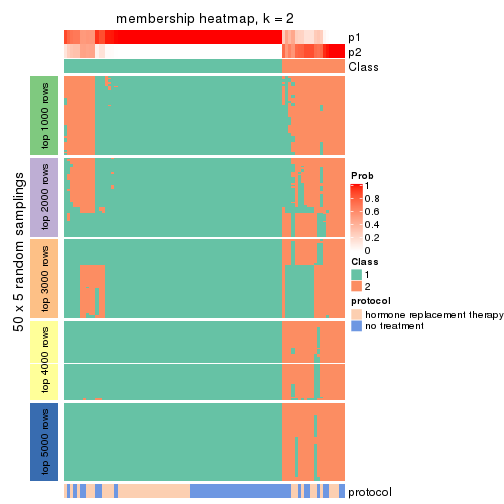 membership heatmap, k = 2
p1
p2
Class
50 x 5 random samplings
top 1000 rows
top 2000 rows
top 3000 rows
top 4000 rows
top 5000 rows
protocol
Prob
1
0.8
0.6
0.4
0.2
0
Class
1
2
protocol
hormone replacement therapy
no treatment